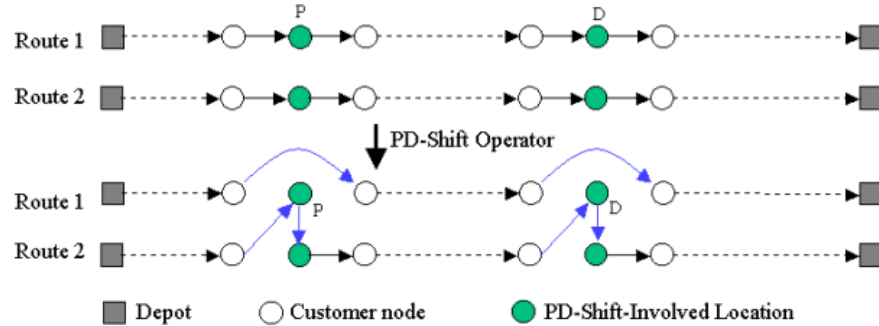 P
D
Route 1
Route 2
PD-Shift Operator
Route 1
P
D
Route 2
Depot
Customer node
PD-Shift-Involved Location